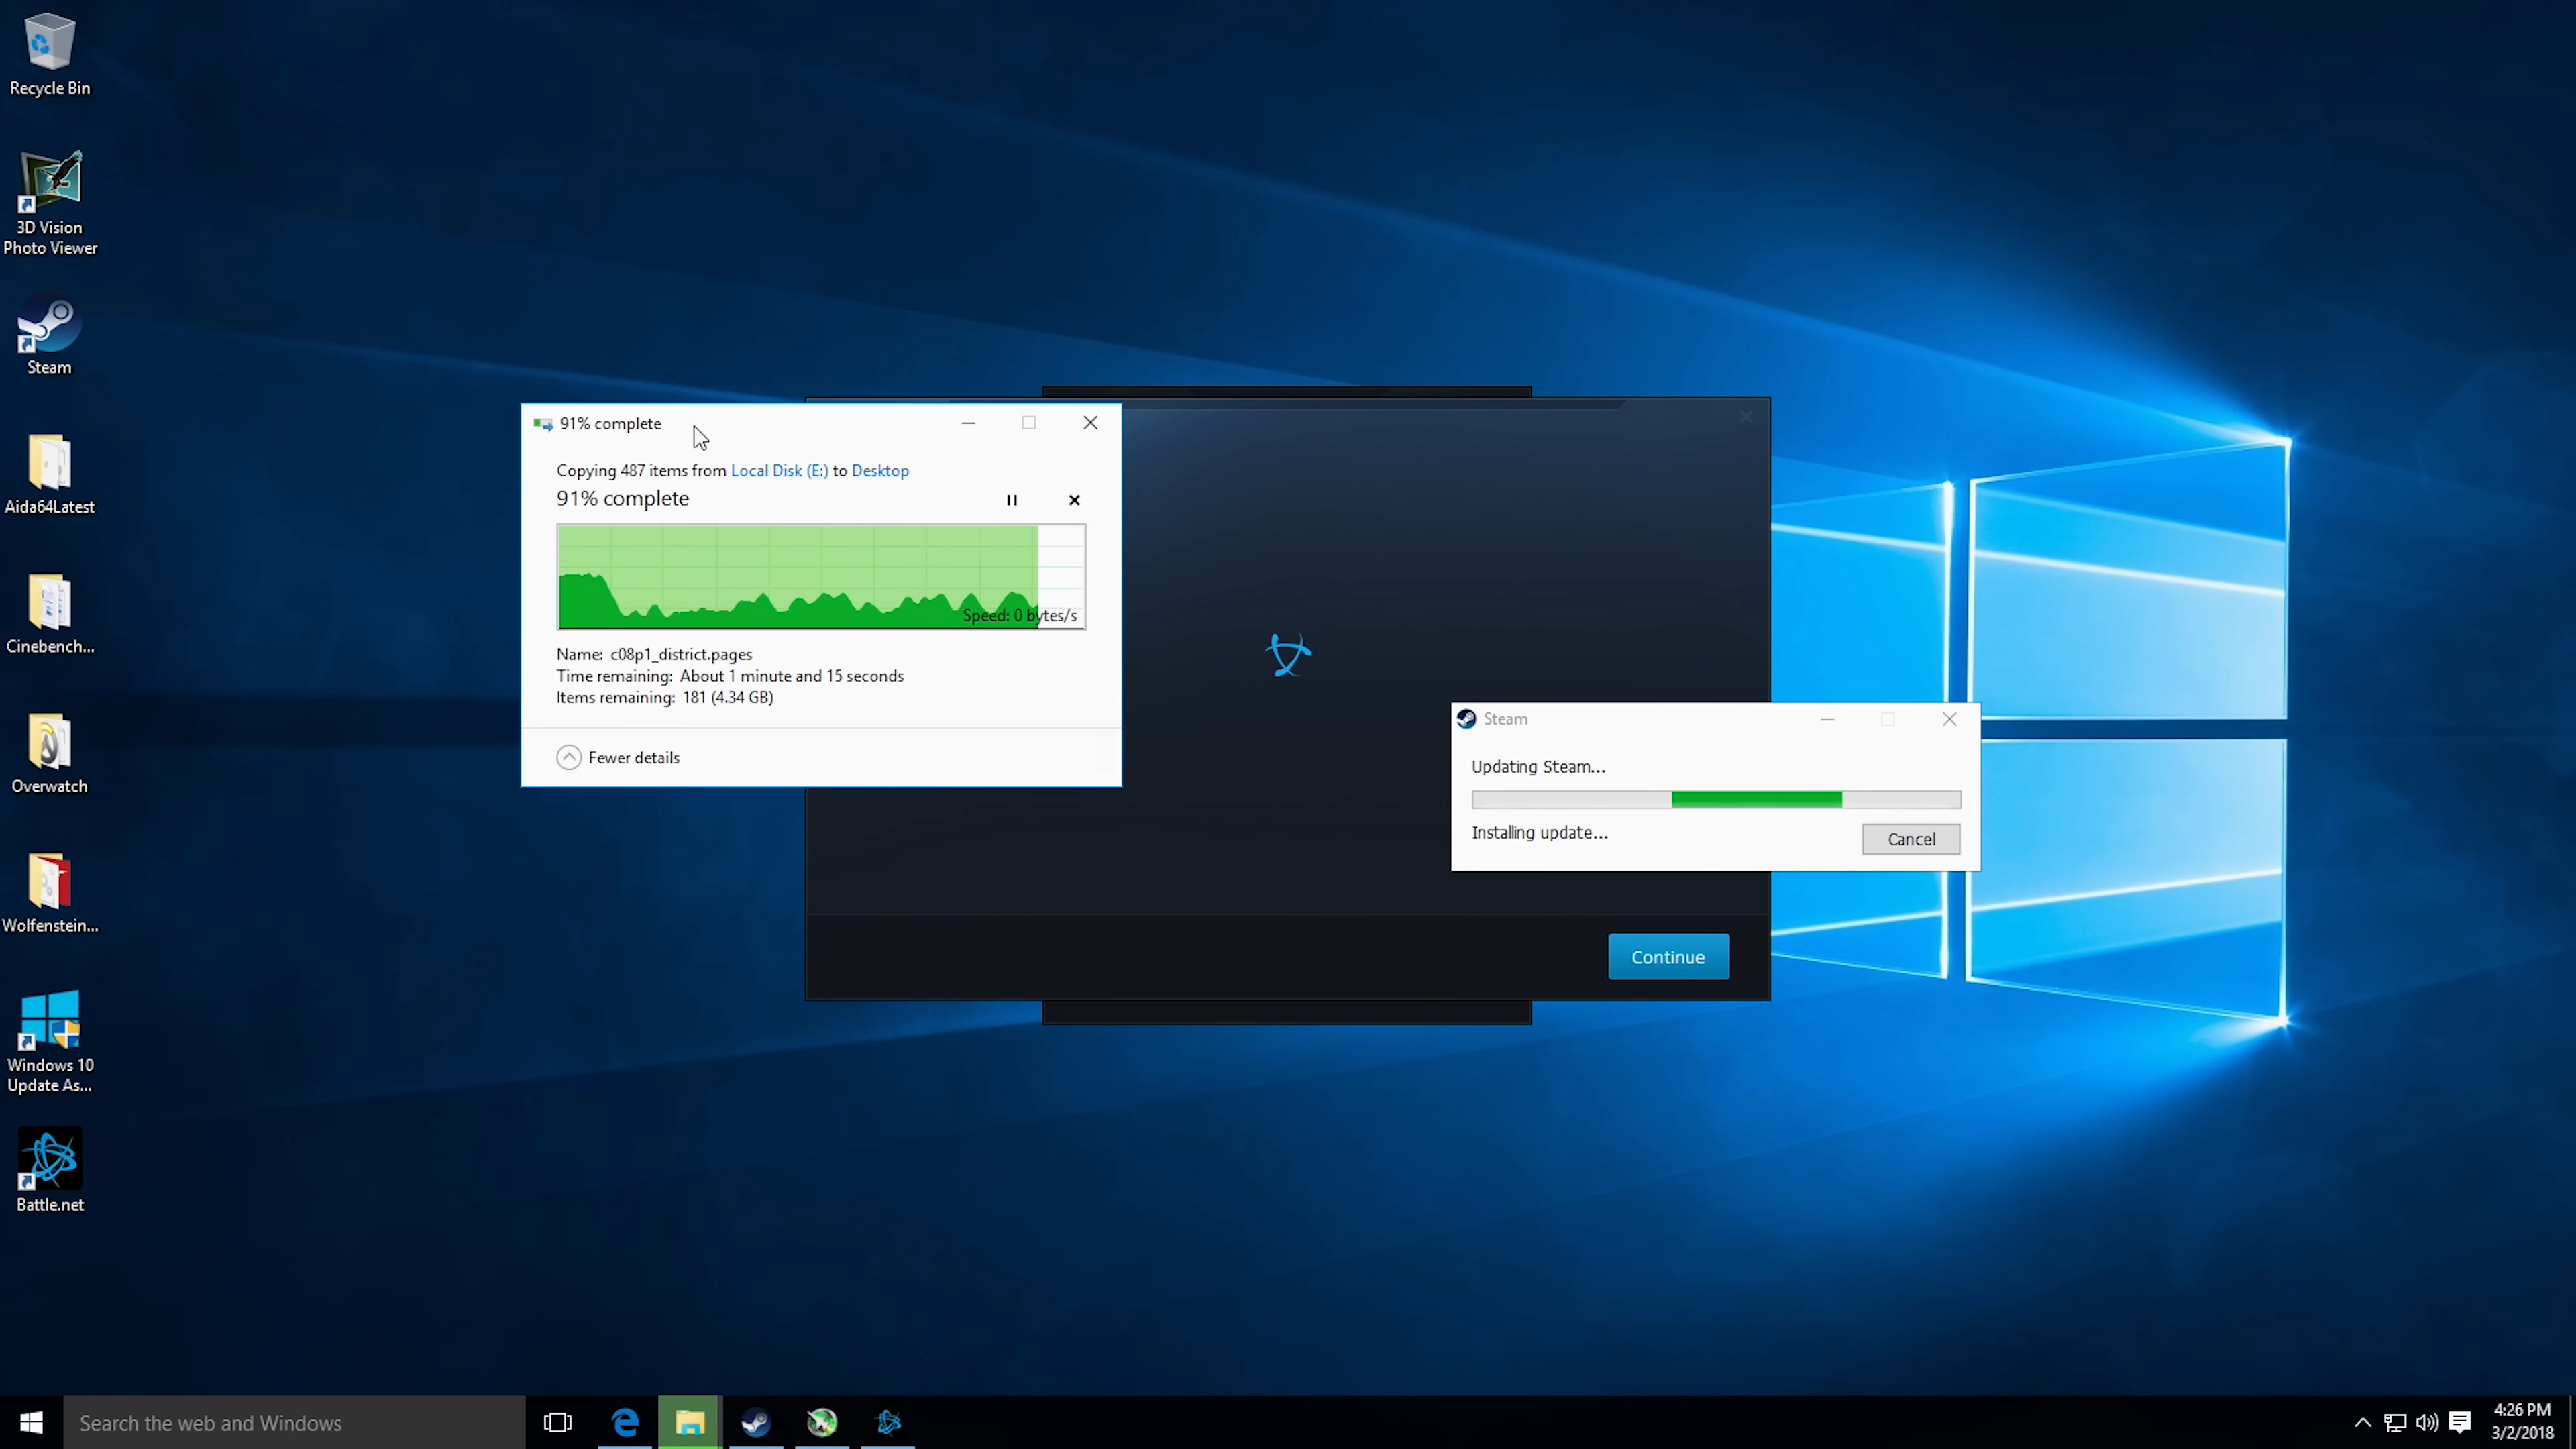 Recycle Bin
3D Vision
Photo Viewer
Steam
Aida64Latest
Cinebench...
Overwatch
Wolfenstein...
Windows 10
Update As...
Battle.net
91% complete
Copying 487 items from Local Disk (E:) to Desktop
91% complete
Speed: 0 bytes/s
Name: c08p1_district.pages
Time remaining: About 1 minute and 15 seconds
Items remaining: 181 (4.34 GB)
Fewer details
Steam
Updating Steam...
Installing update...
Cancel
Continue
Search the web and Windows
4:26 PM
3/2/2018